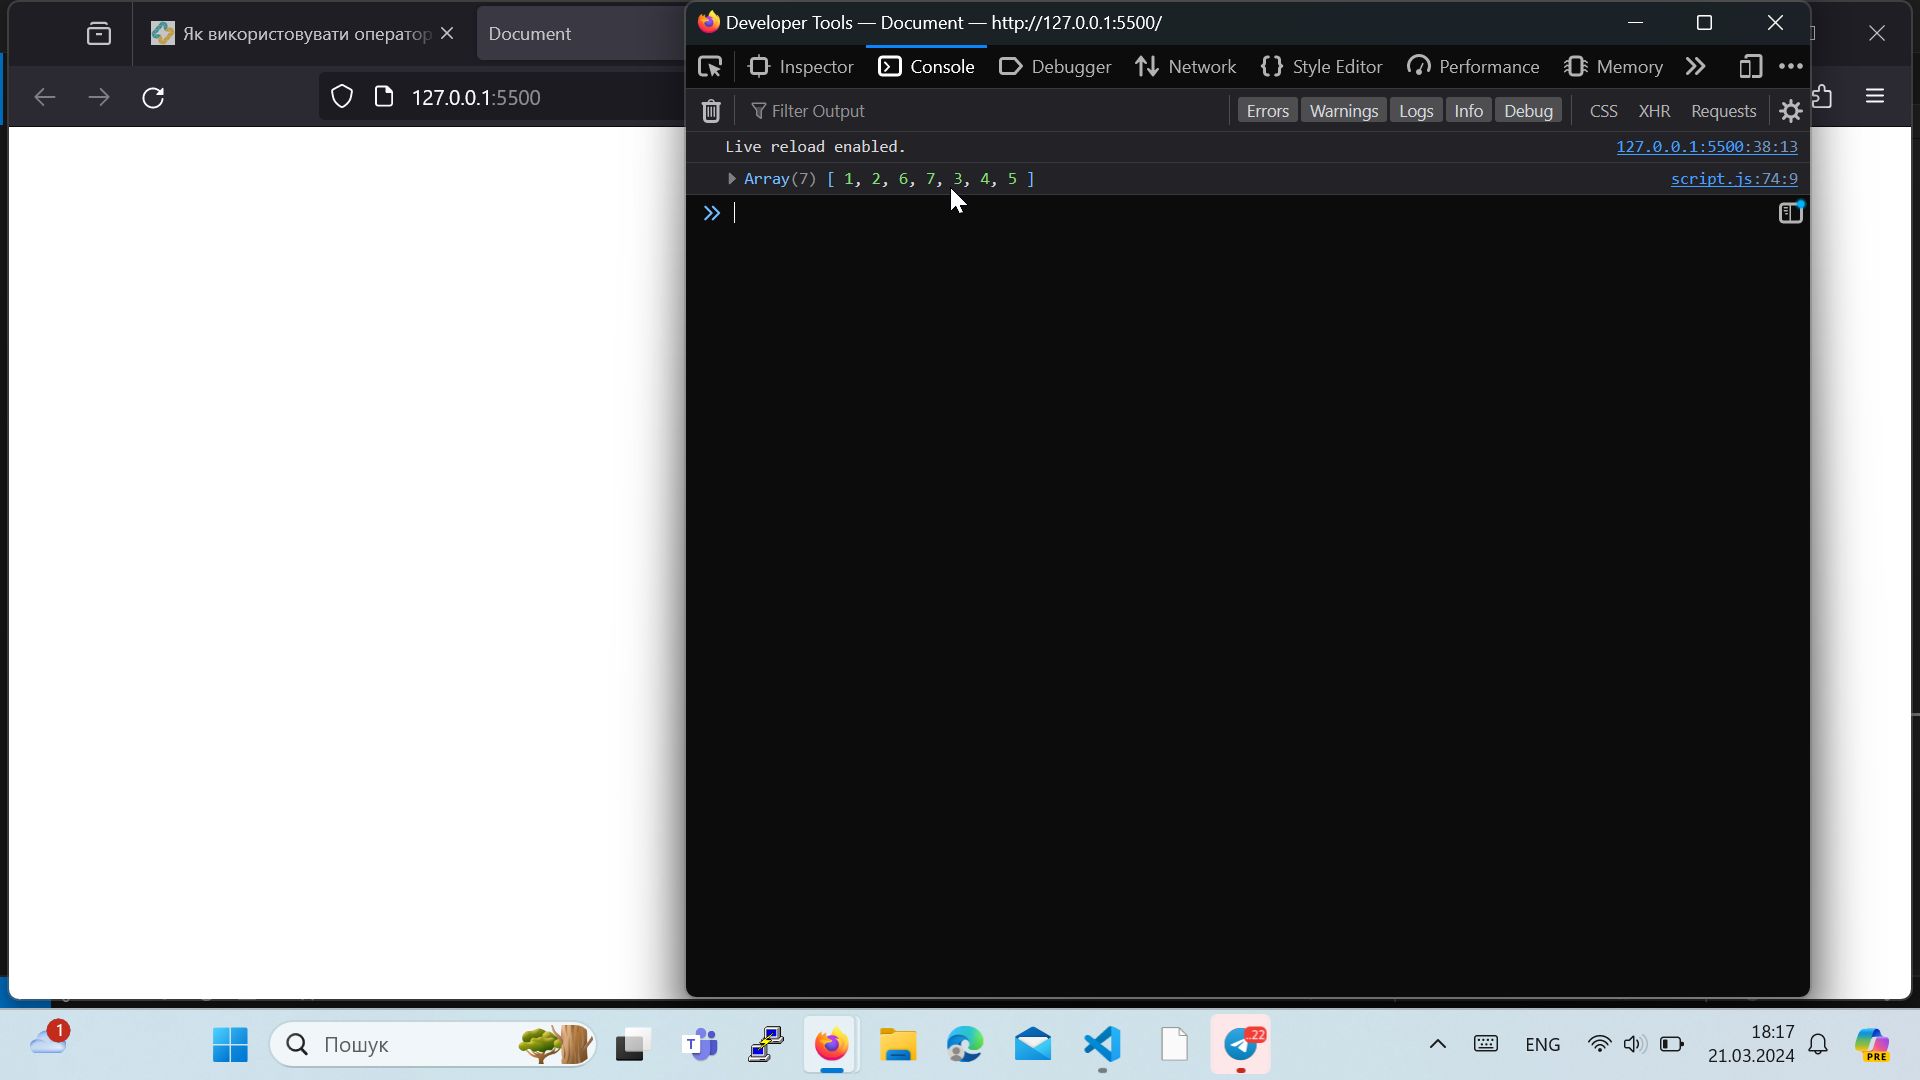 Як використовувати оператор
Document
127.0.0.1:5500
Developer Tools — Document — http://127.0.0.1:5500/
Inspector
Console
Debugger
Network
Style Editor
Performance
Memory
Filter Output
Errors
Warnings
Logs
Info
Debug
CSS
XHR
Requests
Live reload enabled.
127.0.0.1:5500:38:13
Array(7) [ 1, 2, 6, 7, 3, 4, 5 ]
script.js:74:9
1
Пошук
T
..22
ENG
18:17
21.03.2024
PRE